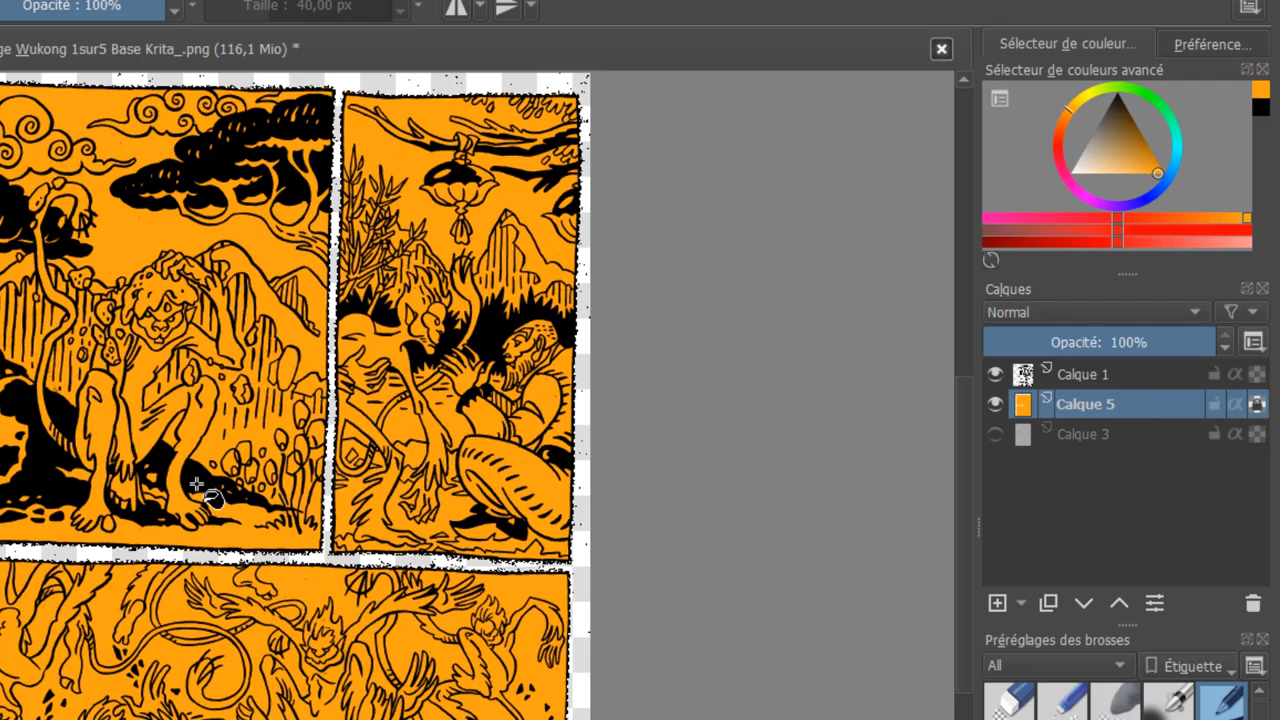 Opacité : 100%
Taille : 40,00 px
ge Wukong 1sur5 Base Krita_.png (116,1 Mio) *
Sélecteur de couleur...
Préférence...
Sélecteur de couleurs avancé
Calques
Normal
Opacité: 100%
Calque 1
Calque 5
Calque 3
Préréglages des brosses
All
Étiquette